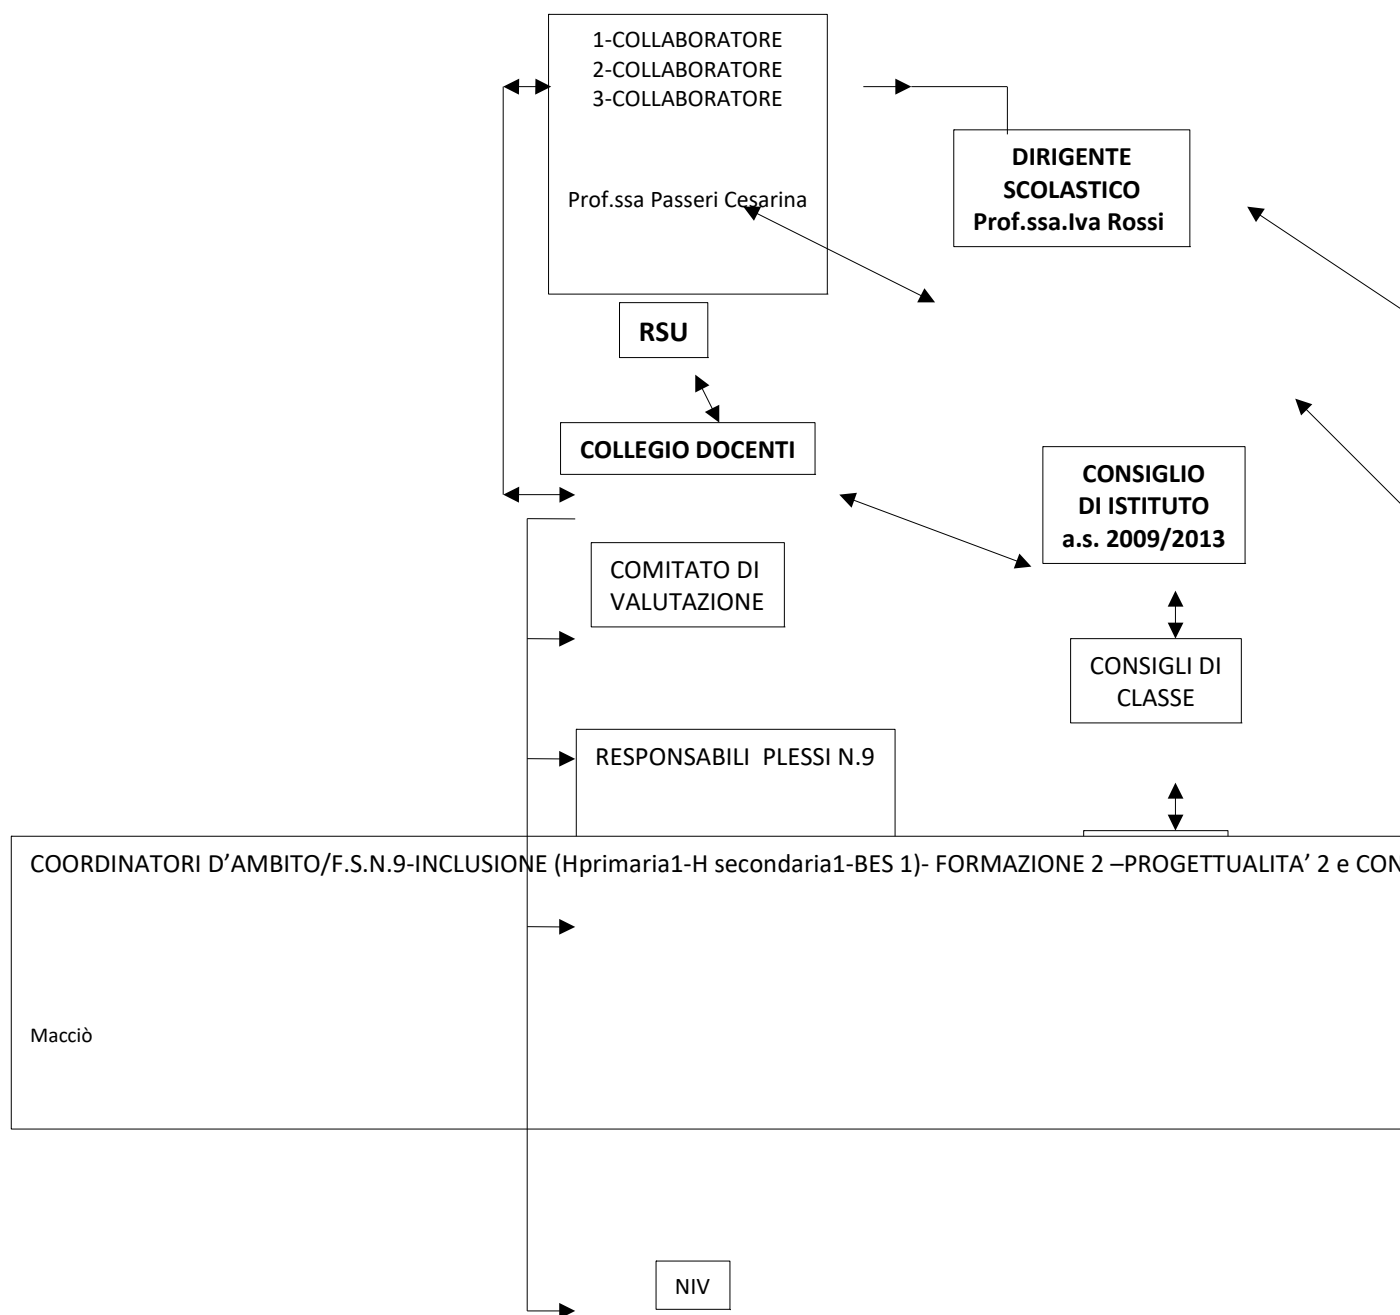 1-COLLABORATORE
2-COLLABORATORE
3-COLLABORATORE
Prof.ssa Passeri Cesarina
DIRIGENTE
SCOLASTICO
Prof.ssa.Iva Rossi
RSU
COLLEGIO DOCENTI
CONSIGLIO
DI ISTITUTO
a.s. 2009/2013
COMITATO DI
VALUTAZIONE
CONSIGLI DI
CLASSE
RESPONSABILI  PLESSI N.9
COORDINATORI D’AMBITO/F.S.N.9-INCLUSIONE (Hprimaria1-H secondaria1-BES 1)- FORMAZIONE 2 –PROGETTUALITA’ 2 e CON
Macciò
NIV